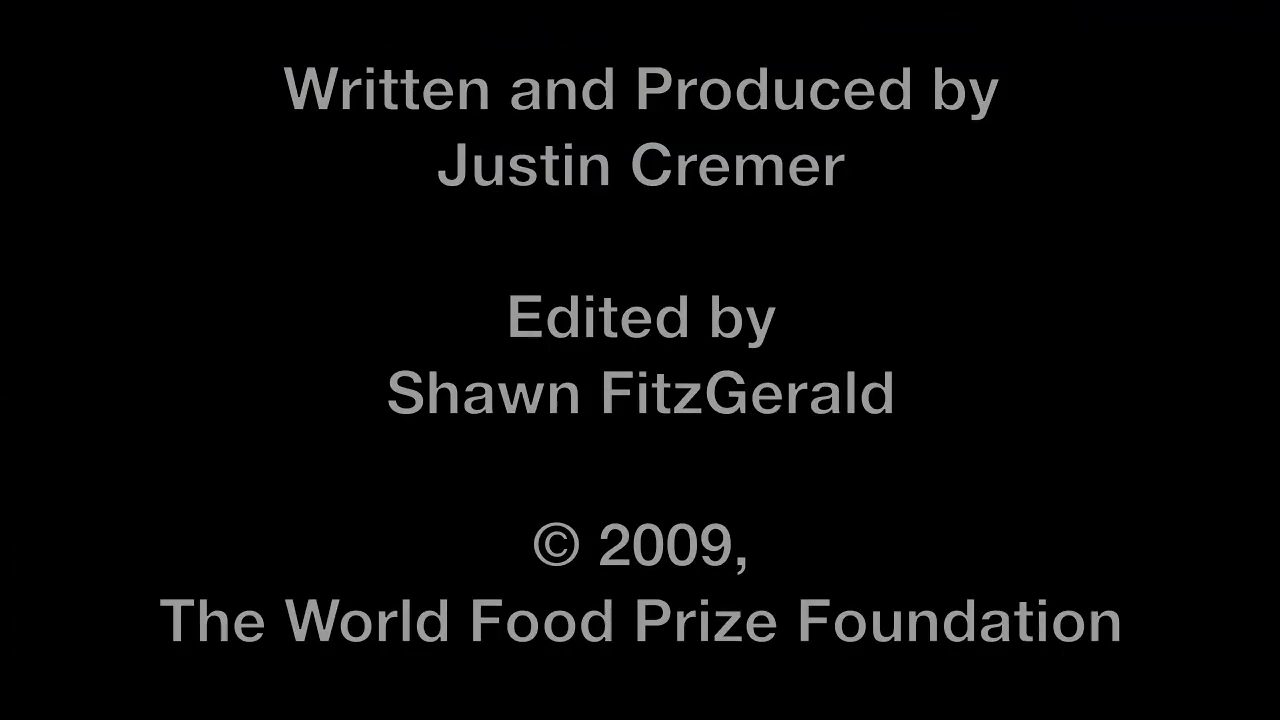 Written and Produced by
Justin Cremer
Edited by
Shawn FitzGerald
© 2009,
The World Food Prize Foundation